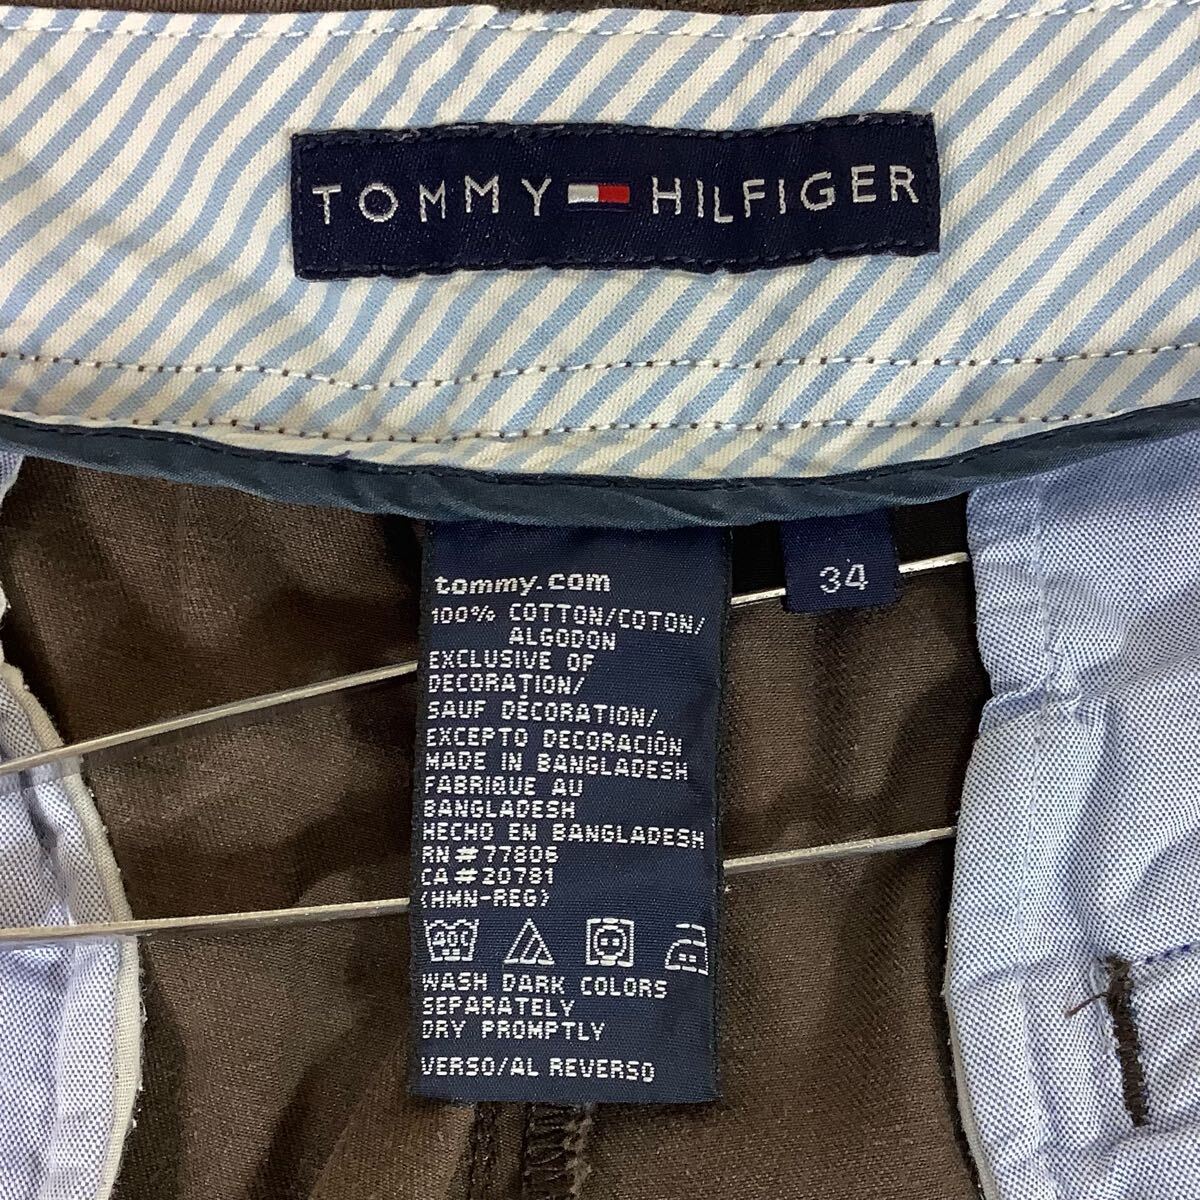 TOMMY HILFIGER
34
tommy.com
100% COTTON/COTON/
ALGODON
EXCLUSIVE OF
DECORATION/
SAUF DÉCORATION/
EXCEPTO DECORACIÓN
MADE IN BANGLADESH
FABRIQUE AU
BANGLADESH
HECHO EN BANGLADESH
RN#77806
CA#20781
(HMN-REG)
40C
WASH DARK COLORS
SEPARATELY
DRY PROMPTLY
VERSO/AL REVERSO